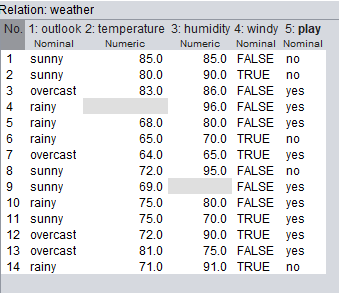 Relation: weather
No. 1: outlook 2: temperature 3: humidity 4: windy 5: play
Nominal Numeric Numeric Nominal Nominal
1 sunny 85.0 85.0 FALSE no
2 sunny 80.0 90.0 TRUE no
3 overcast 83.0 86.0 FALSE yes
4 rainy 96.0 FALSE yes
5 rainy 68.0 80.0 FALSE yes
6 rainy 65.0 70.0 TRUE no
7 overcast 64.0 65.0 TRUE yes
8 sunny 72.0 95.0 FALSE no
9 sunny 69.0 FALSE yes
10 rainy 75.0 80.0 FALSE yes
11 sunny 75.0 70.0 TRUE yes
12 overcast 72.0 90.0 TRUE yes
13 overcast 81.0 75.0 FALSE yes
14 rainy 71.0 91.0 TRUE no